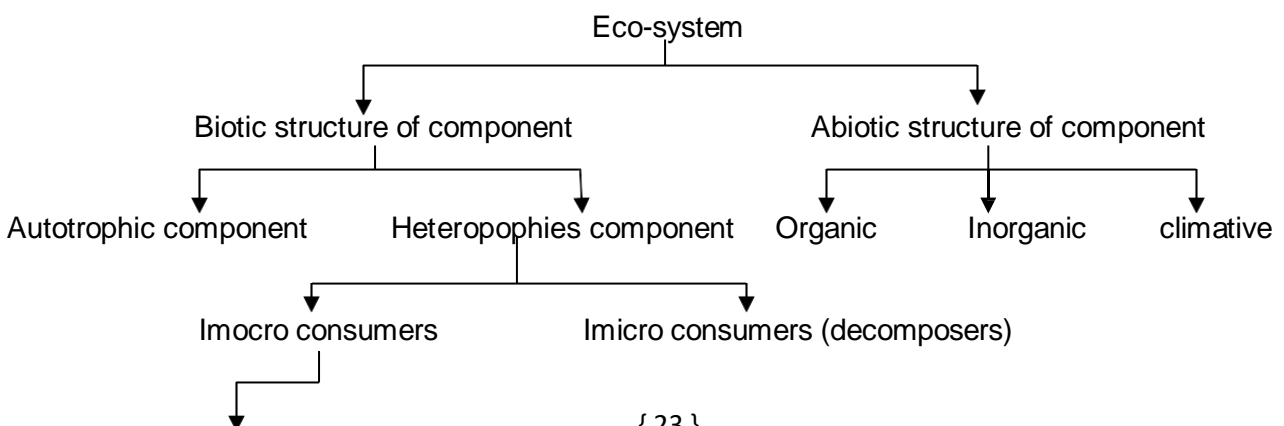 Eco-system
Biotic structure of component Abiotic structure of component
Autotrophic component Heteropophies component Organic Inorganic climative
Imocro consumers Imicro consumers (decomposers)
{ 23 }